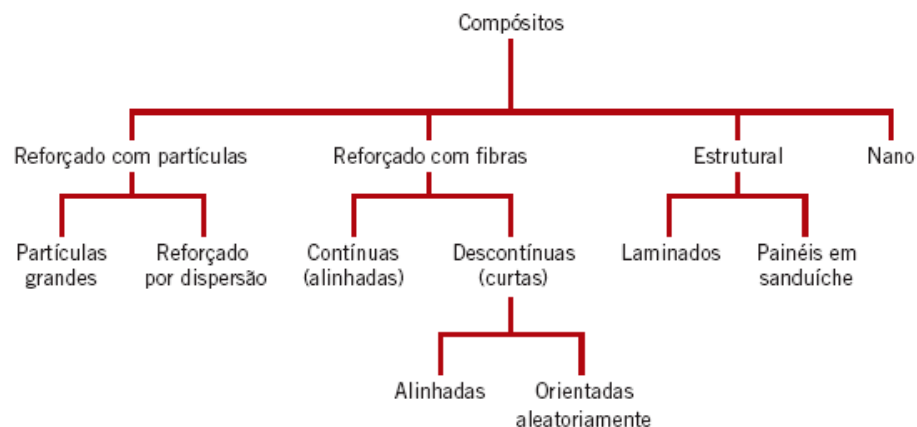 Compósitos
Reforçado com partículas
Reforçado com fibras
Estrutural
Nano
Partículas
grandes
Reforçado
por dispersão
Contínuas
(alinhadas)
Descontínuas
(curtas)
Laminados
Painéis em
sanduíche
Alinhadas
Orientadas
aleatoriamente